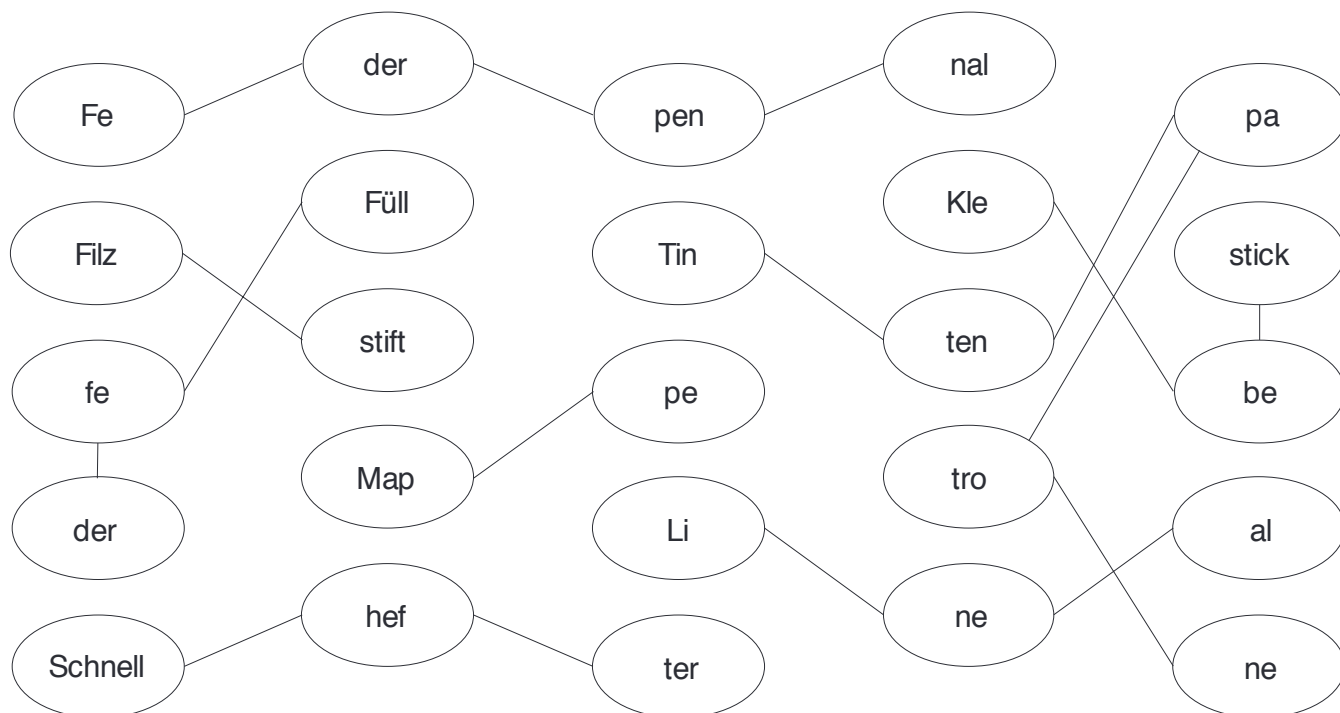 Fe
der
pen
nal
pa
Filz
Füll
Tin
Kle
stick
fe
stift
pe
ten
be
der
Map
Li
tro
al
Schnell
hef
ter
ne
ne